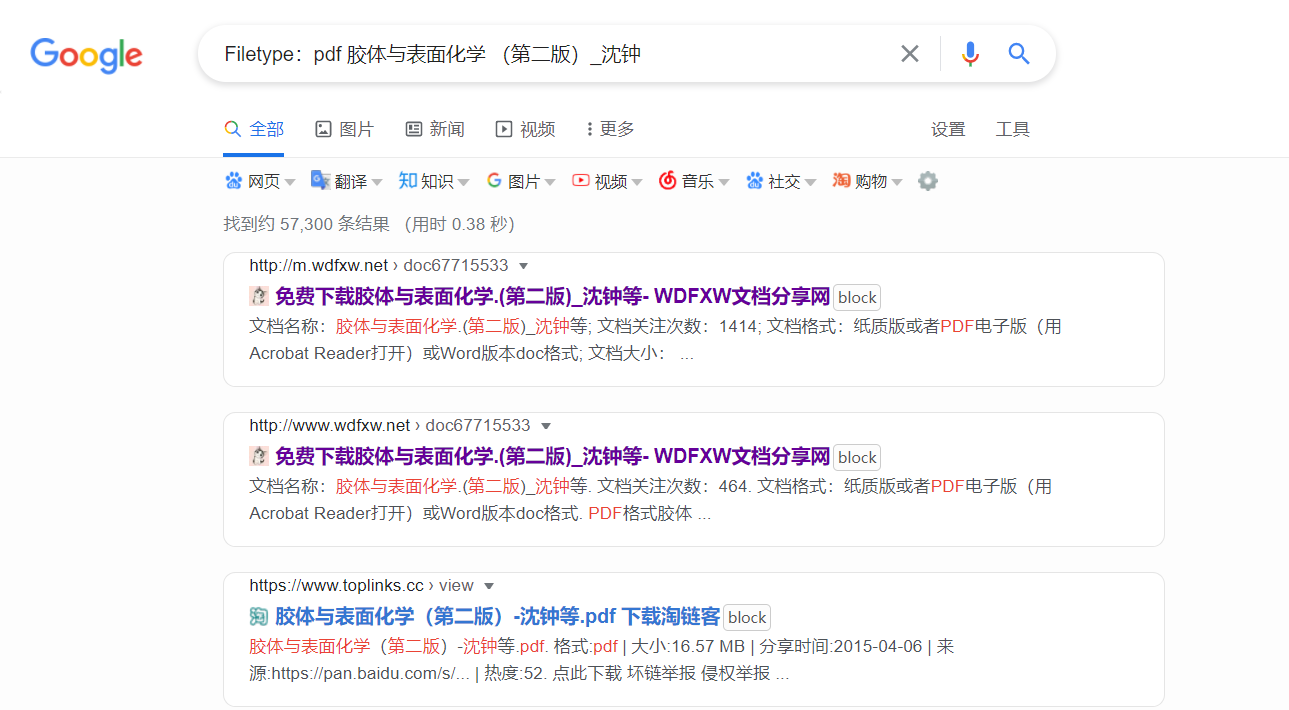 Google
Filetype：pdf 胶体与表面化学 （第二版）_沈钟
全部 图片 新闻 视频 更多 设置 工具
网页 翻译 知 知识 图片 视频 音乐 社交 淘 购物
找到约 57,300 条结果 （用时 0.38 秒）
http://m.wdfxw.net › doc67715533
免费下载胶体与表面化学.(第二版)_沈钟等- WDFXW文档分享网 block
文档名称：胶体与表面化学.(第二版)_沈钟等; 文档关注次数：1414; 文档格式：纸质版或者PDF电子版（用
Acrobat Reader打开）或Word版本doc格式; 文档大小： ...
http://www.wdfxw.net › doc67715533
免费下载胶体与表面化学.(第二版)_沈钟等- WDFXW文档分享网 block
文档名称：胶体与表面化学.(第二版)_沈钟等. 文档关注次数：464. 文档格式：纸质版或者PDF电子版（用
Acrobat Reader打开）或Word版本doc格式. PDF格式胶体 ...
https://www.toplinks.cc › view
淘 胶体与表面化学（第二版）-沈钟等.pdf 下载淘链客 block
胶体与表面化学（第二版）-沈钟等.pdf. 格式:pdf | 大小:16.57 MB | 分享时间:2015-04-06 | 来
源:https://pan.baidu.com/s/... | 热度:52. 点此下载 坏链举报 侵权举报 ...